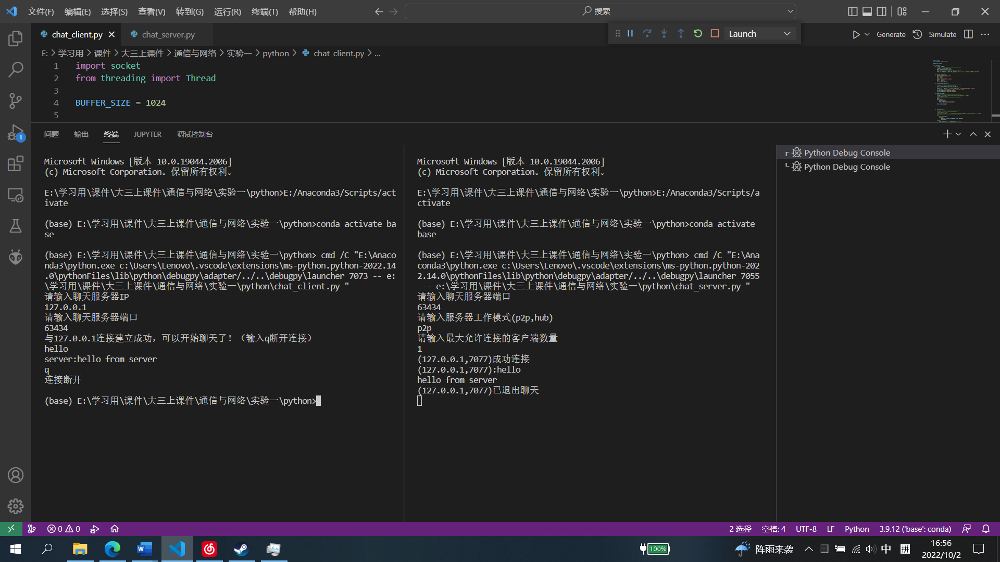 文件(F) 编辑(E) 选择(S) 查看(V) 转到(G) 运行(R) 终端(T) 帮助(H) 搜索
chat_client.py chat_server.py Launch Generate Simulate
E: > 学习用 > 课件 > 大三上课件 > 通信与网络 > 实验一 > python > chat_client.py > ...
1 import socket
2 from threading import Thread
3
4 BUFFER_SIZE = 1024
5
问题 输出 终端 JUPYTER 调试控制台
Microsoft Windows [版本 10.0.19044.2006]
(c) Microsoft Corporation。保留所有权利。
E:\学习用\课件\大三上课件\通信与网络\实验一\python>E:/Anaconda3/Scripts/act
ivate
(base) E:\学习用\课件\大三上课件\通信与网络\实验一\python>conda activate ba
se
(base) E:\学习用\课件\大三上课件\通信与网络\实验一\python> cmd /C "E:\Anaco
nda3\python.exe c:\Users\Lenovo\.vscode\extensions\ms-python.python-2022.14
.0\pythonFiles\lib\python\debugpy\adapter/../..\debugpy\launcher 7073 -- e:
\学习用\课件\大三上课件\通信与网络\实验一\python\chat_client.py "
请输入聊天服务器IP
127.0.0.1
请输入聊天服务器端口
63434
与127.0.0.1连接建立成功，可以开始聊天了！（输入q断开连接）
hello
server:hello from server
q
连接断开
(base) E:\学习用\课件\大三上课件\通信与网络\实验一\python>
Microsoft Windows [版本 10.0.19044.2006]
(c) Microsoft Corporation。保留所有权利。
E:\学习用\课件\大三上课件\通信与网络\实验一\python>E:/Anaconda3/Scripts/a
ctivate
(base) E:\学习用\课件\大三上课件\通信与网络\实验一\python>conda activate
base
(base) E:\学习用\课件\大三上课件\通信与网络\实验一\python> cmd /C "E:\Ana
conda3\python.exe c:\Users\Lenovo\.vscode\extensions\ms-python.python-202
2.14.0\pythonFiles\lib\python\debugpy\adapter/../..\debugpy\launcher 7055
-- e:\学习用\课件\大三上课件\通信与网络\实验一\python\chat_server.py "
请输入聊天服务器端口
63434
请输入服务器工作模式(p2p,hub)
p2p
请输入最大允许连接的客户端数量
1
(127.0.0.1,7077)成功连接
(127.0.0.1,7077):hello
hello from server
(127.0.0.1,7077)已退出聊天
Python Debug Console
Python Debug Console
1
0 0 2 选择 空格: 4 UTF-8 LF Python 3.9.12 ('base': conda)
100% 阵雨来袭 中 拼 16:56
2022/10/2